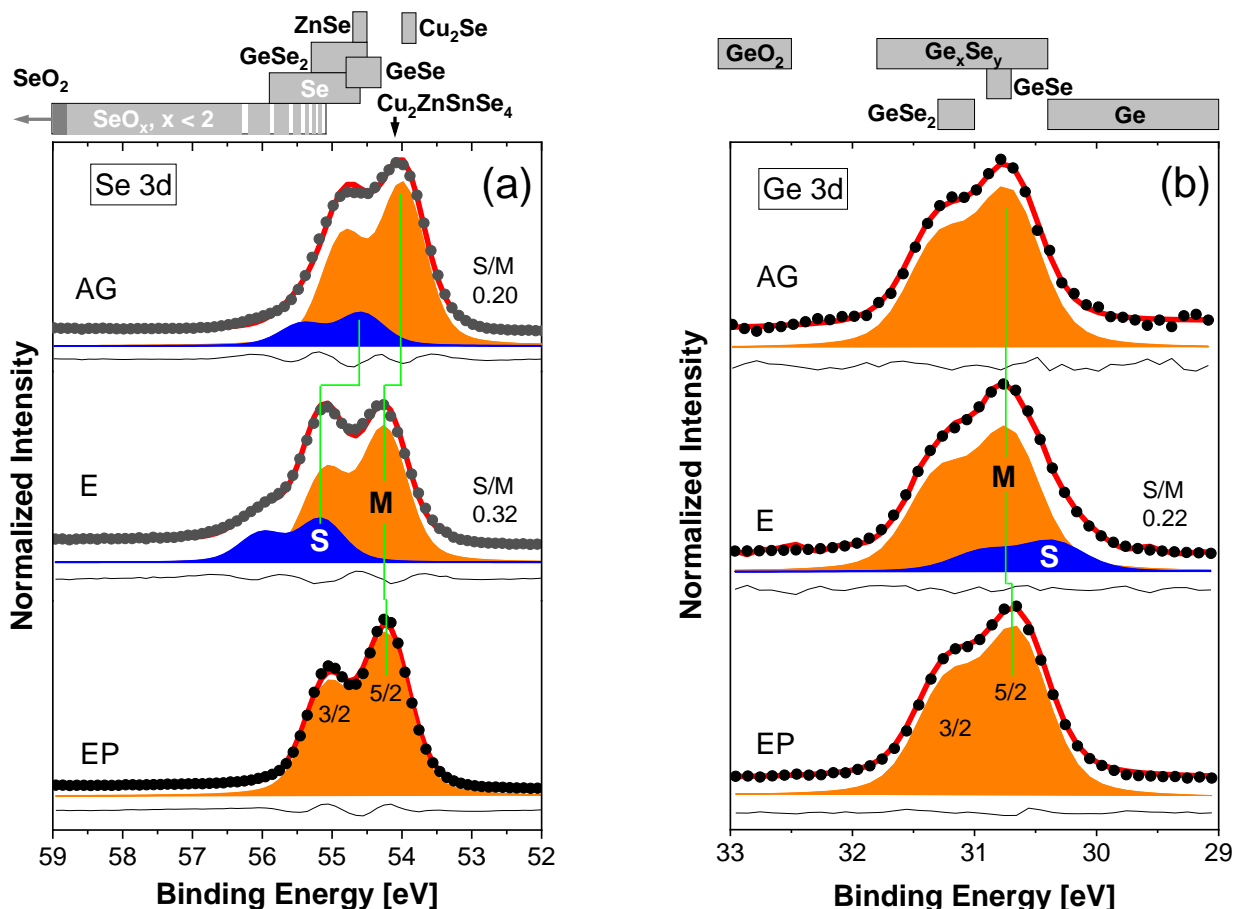 ZnSe
Cu2Se
GeSe2
GeSe
SeO2
Se
Cu2ZnSnSe4
SeOx, x < 2
Se 3d
(a)
AG
S/M
0.20
E
S/M
0.32
M
S
5/2
3/2
EP
Normalized Intensity
59 58 57 56 55 54 53 52
Binding Energy [eV]
GeO2
GexSey
GeSe
GeSe2
Ge
Ge 3d
(b)
AG
S/M
0.22
E
M
S
5/2
3/2
EP
Normalized Intensity
33 32 31 30 29
Binding Energy [eV]